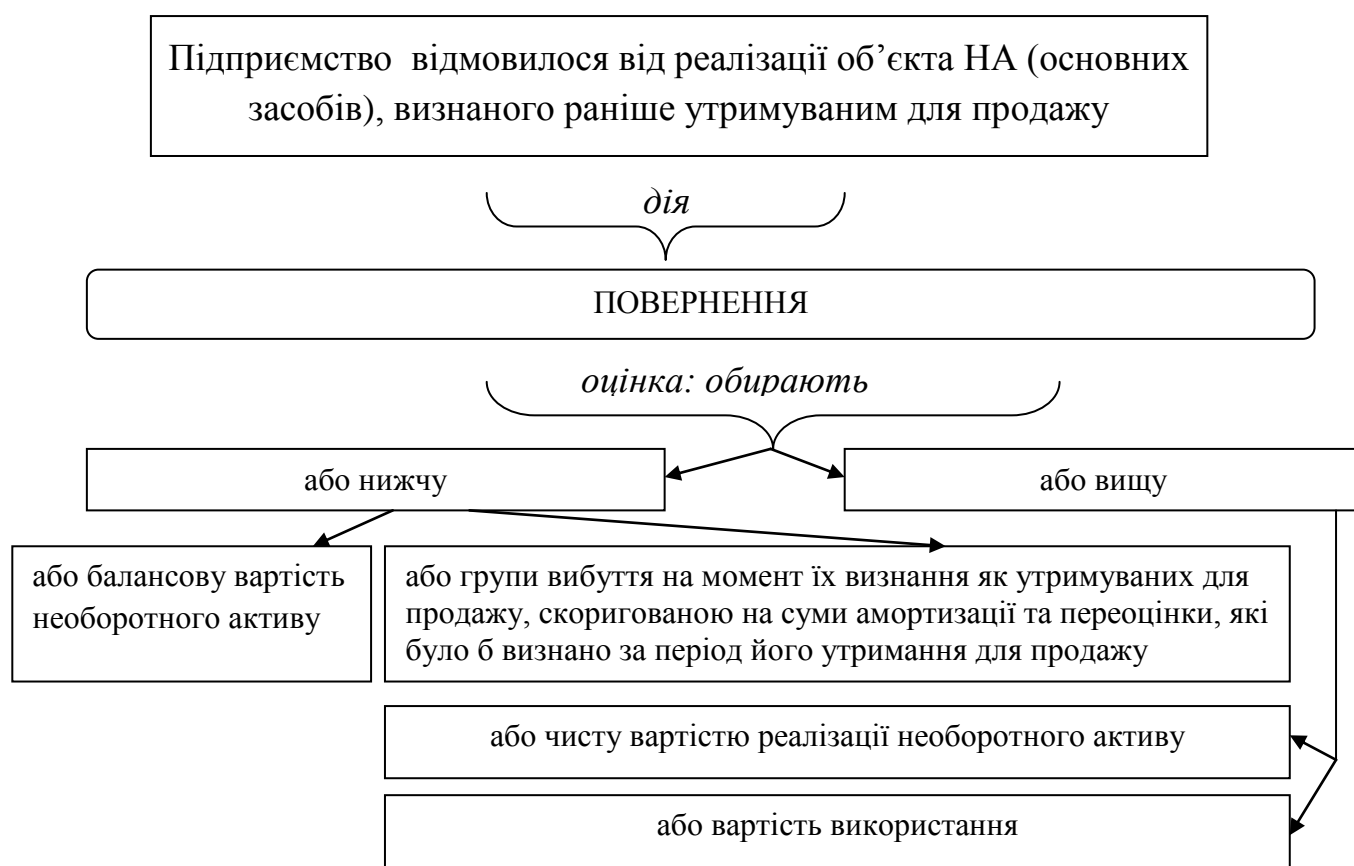 Підприємство відмовилося від реалізації об’єкта НА (основних
засобів), визнаного раніше утримуваним для продажу
дія
ПОВЕРНЕННЯ
оцінка: обирають
або нижчу
або вищу
або балансову вартість
необоротного активу
або групи вибуття на момент їх визнання як утримуваних для
продажу, скоригованою на суми амортизації та переоцінки, які
було б визнано за період його утримання для продажу
або чисту вартістю реалізації необоротного активу
або вартість використання